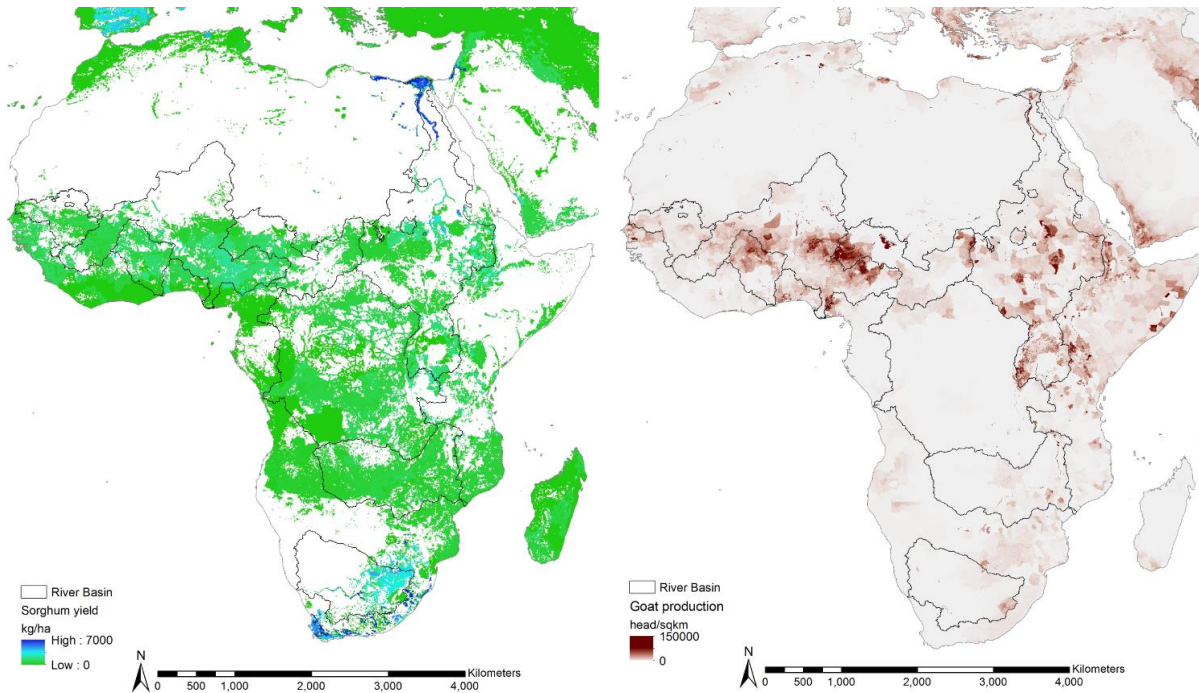 River Basin
Sorghum yield
kg/ha
High : 7000
Low : 0
N
Kilometers
0 500 1,000 2,000 3,000 4,000
River Basin
Goat production
head/sqkm
150000
0
N
Kilometers
0 500 1,000 2,000 3,000 4,000